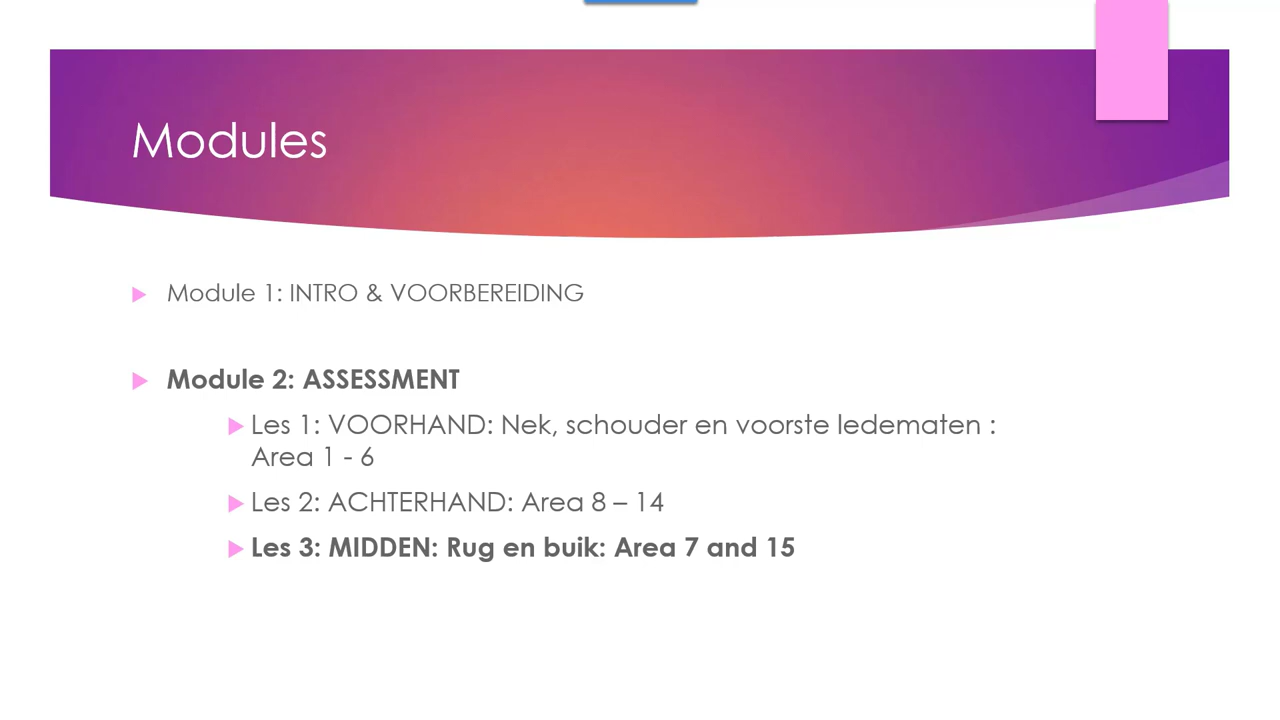 Modules
Module 1: INTRO & VOORBEREIDING
Module 2: ASSESSMENT
Les 1: VOORHAND: Nek, schouder en voorste ledematen :
Area 1 - 6
Les 2: ACHTERHAND: Area 8 – 14
Les 3: MIDDEN: Rug en buik: Area 7 and 15